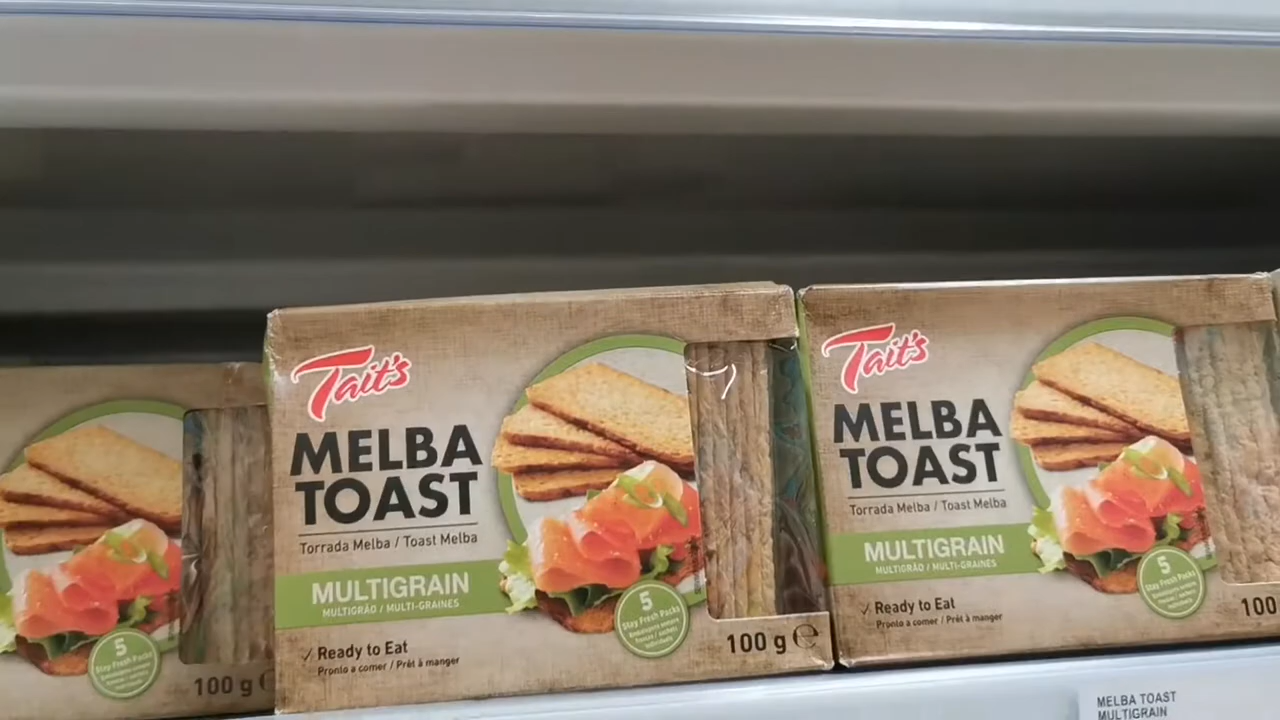 5
Stay Fresh Packs
100 g
Tait's
MELBA
TOAST
Torrada Melba / Toast Melba
MULTIGRAIN
MULTIGRÃO / MULTI-GRAINES
✓ Ready to Eat
Pronto a comer / Prêt à manger
5
Stay Fresh Packs
100 g e
Tait's
MELBA
TOAST
Torrada Melba / Toast Melba
MULTIGRAIN
MULTIGRÃO / MULTI-GRAINES
✓ Ready to Eat
Pronto a comer / Prêt à manger
5
Stay Fresh Packs
100
MELBA TOAST
MULTIGRAIN